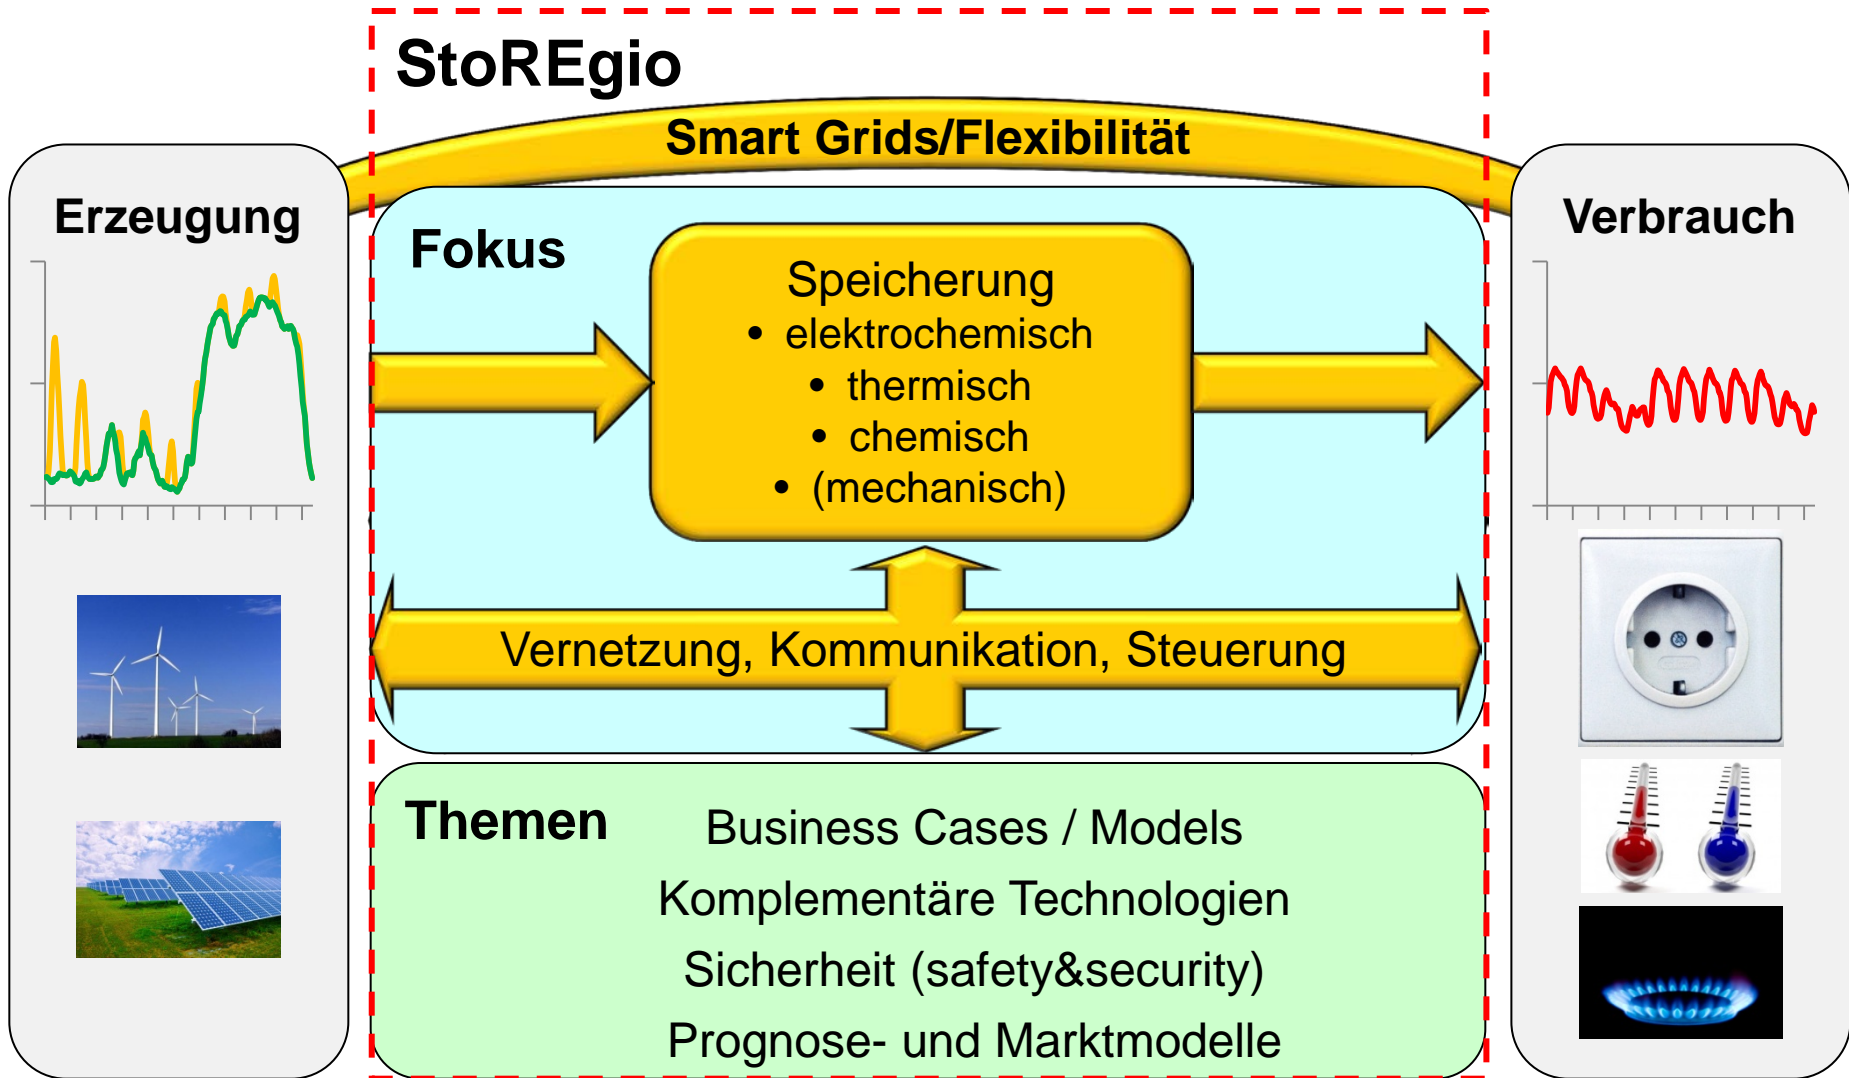 StoREgio
Smart Grids/Flexibilität
Erzeugung
Fokus
Speicherung
• elektrochemisch
• thermisch
• chemisch
• (mechanisch)
Vernetzung, Kommunikation, Steuerung
Themen
Business Cases / Models
Komplementäre Technologien
Sicherheit (safety&security)
Prognose- und Marktmodelle
Verbrauch